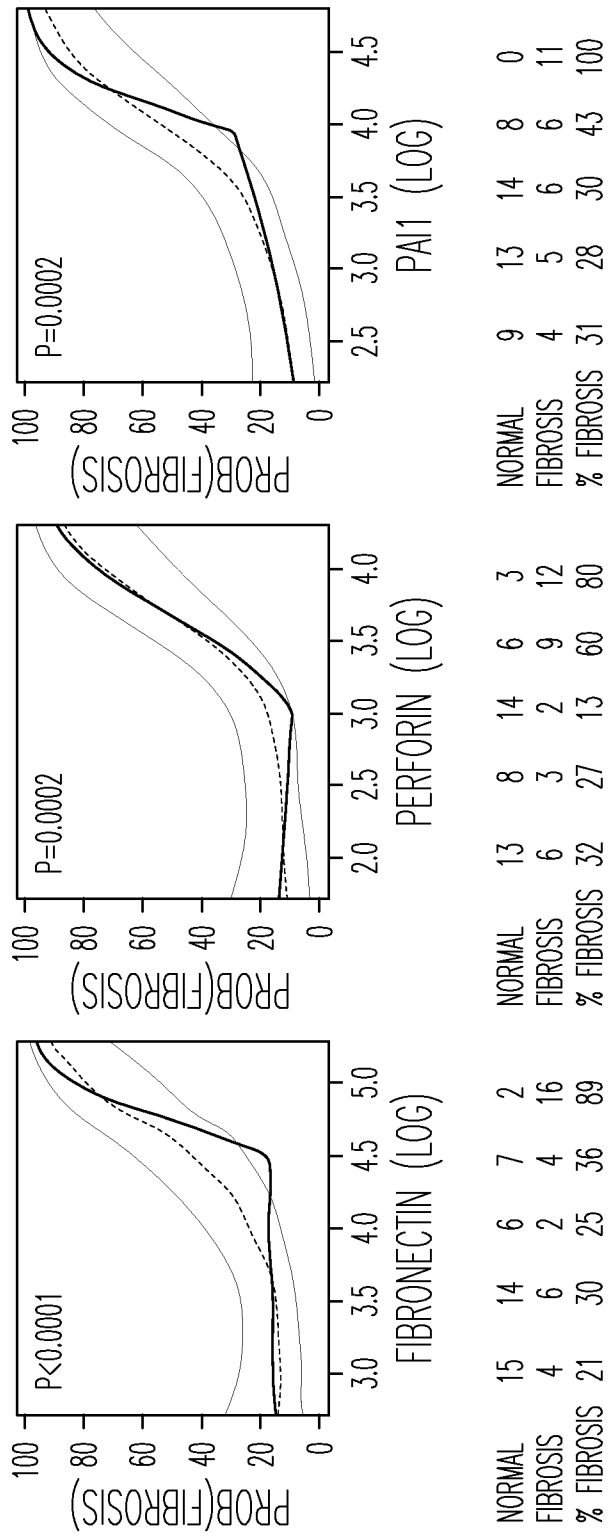 P<0.0001
100
80
60
40
20
0
PROB(FIBROSIS)
3.0 3.5 4.0 4.5 5.0
FIBRONECTIN (LOG)
NORMAL 15 14 6 7 2
FIBROSIS 4 6 2 4 16
% FIBROSIS 21 30 25 36 89
P=0.0002
100
80
60
40
20
0
PROB(FIBROSIS)
2.0 2.5 3.0 3.5 4.0
PERFORIN (LOG)
NORMAL 13 8 14 6 3
FIBROSIS 6 3 2 9 12
% FIBROSIS 32 27 13 60 80
P=0.0002
100
80
60
40
20
0
PROB(FIBROSIS)
2.5 3.0 3.5 4.0 4.5
PAI1 (LOG)
NORMAL 9 13 14 8 0
FIBROSIS 4 5 6 6 11
% FIBROSIS 31 28 30 43 100